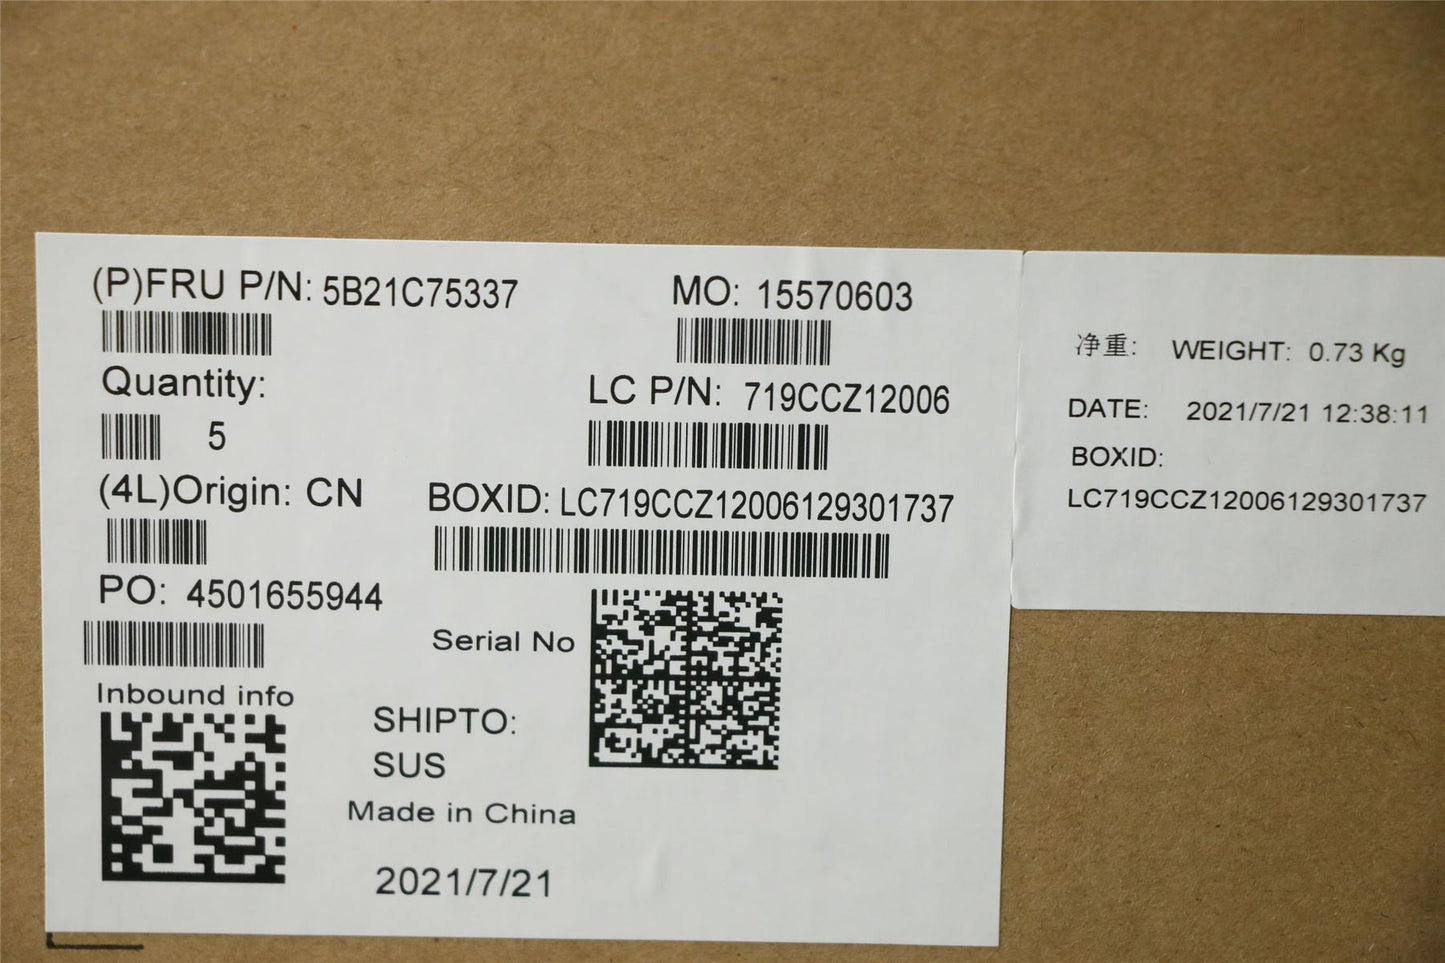 (P)FRU P/N: 5B21C75337
MO: 15570603
Quantity:
5
LC P/N: 719CCZ12006
(4L)Origin: CN
BOXID: LC719CCZ12006129301737
PO: 4501655944
Serial No
Inbound info
SHIPTO:
SUS
Made in China
2021/7/21
净重: WEIGHT: 0.73 Kg
DATE: 2021/7/21 12:38:11
BOXID:
LC719CCZ12006129301737